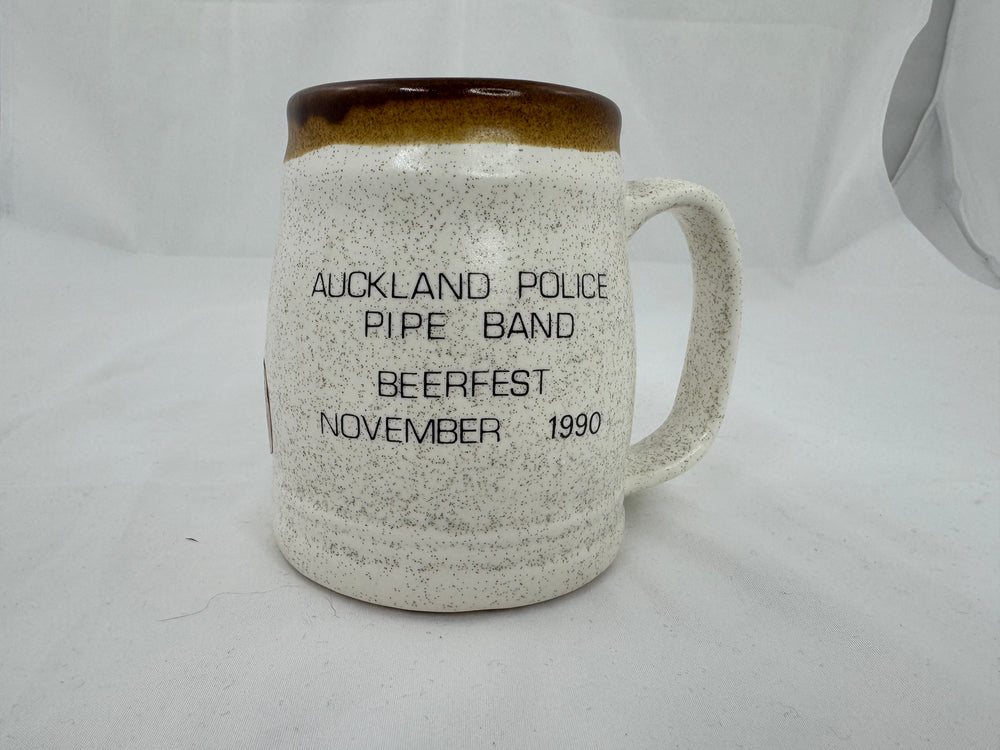 AUCKLAND POLICE
PIPE BAND
BEERFEST
NOVEMBER 1990